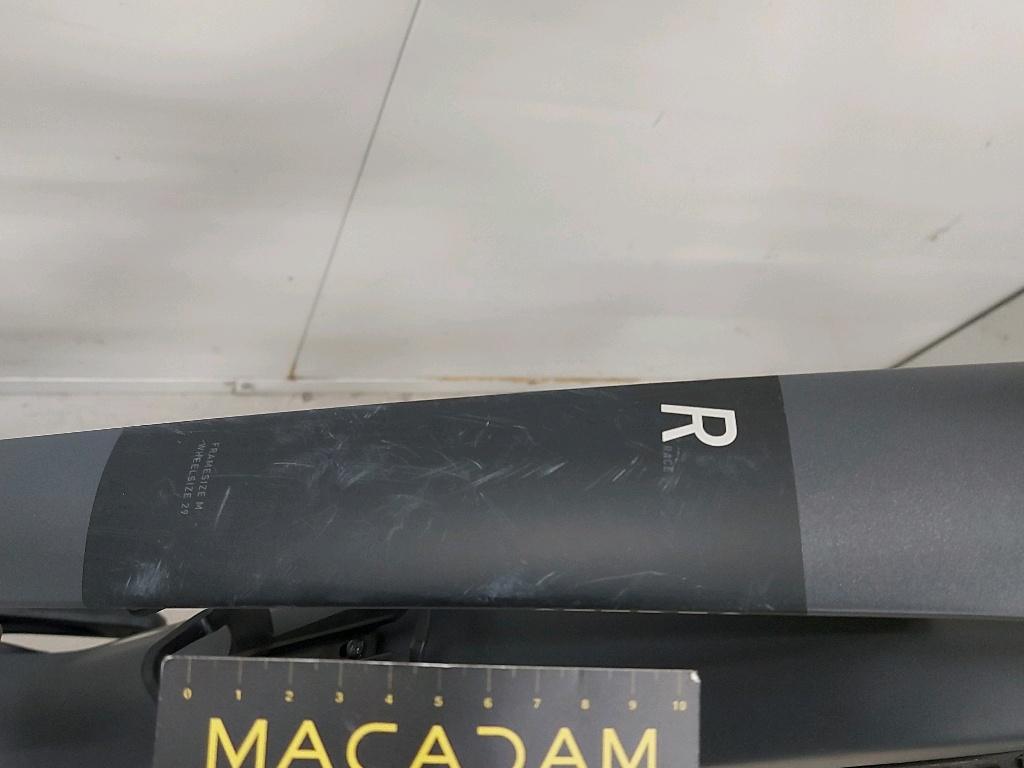 R
RACE
FRAMESIZE M
WHEELSIZE 29
0 1 2 3 4 5 6 7 8 9 10
MACADAM